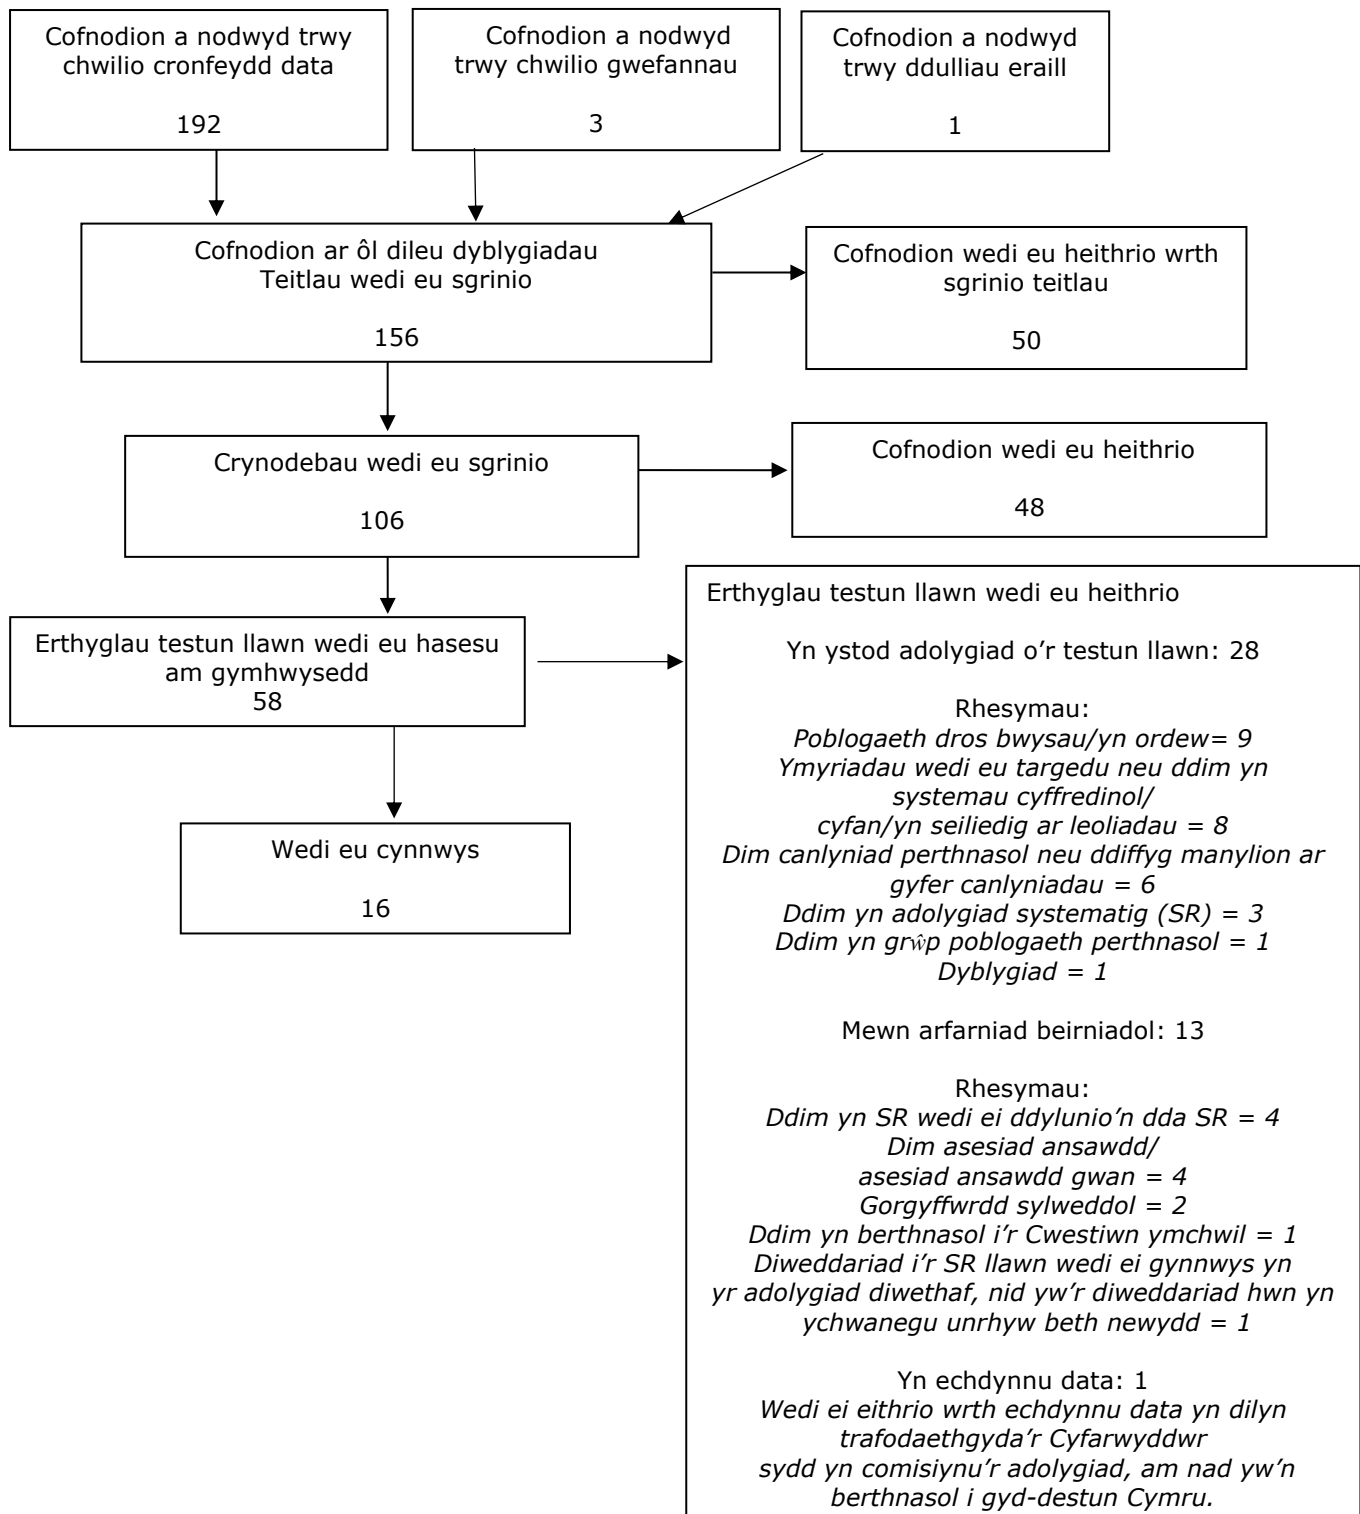 Cofnodion a nodwyd trwy
chwilio cronfeydd data
192
Cofnodion a nodwyd
trwy chwilio gwefannau
3
Cofnodion a nodwyd
trwy ddulliau eraill
1
Cofnodion ar ôl dileu dyblygiadau
Teitlau wedi eu sgrinio
156
Cofnodion wedi eu heithrio wrth
sgrinio teitlau
50
Crynodebau wedi eu sgrinio
106
Cofnodion wedi eu heithrio
48
Erthyglau testun llawn wedi eu hasesu
am gymhwysedd
58
Wedi eu cynnwys
16
Erthyglau testun llawn wedi eu heithrio
Yn ystod adolygiad o’r testun llawn: 28
Rhesymau:
Poblogaeth dros bwysau/yn ordew= 9
Ymyriadau wedi eu targedu neu ddim yn
systemau cyffredinol/
cyfan/yn seiliedig ar leoliadau = 8
Dim canlyniad perthnasol neu ddiffyg manylion ar
gyfer canlyniadau = 6
Ddim yn adolygiad systematig (SR) = 3
Ddim yn grŵp poblogaeth perthnasol = 1
Dyblygiad = 1
Mewn arfarniad beirniadol: 13
Rhesymau:
Ddim yn SR wedi ei ddylunio’n dda SR = 4
Dim asesiad ansawdd/
asesiad ansawdd gwan = 4
Gorgyffwrdd sylweddol = 2
Ddim yn berthnasol i’r Cwestiwn ymchwil = 1
Diweddariad i’r SR llawn wedi ei gynnwys yn
yr adolygiad diwethaf, nid yw’r diweddariad hwn yn
ychwanegu unrhyw beth newydd = 1
Yn echdynnu data: 1
Wedi ei eithrio wrth echdynnu data yn dilyn
trafodaethgyda’r Cyfarwyddwr
sydd yn comisiynu’r adolygiad, am nad yw’n
berthnasol i gyd-destun Cymru.